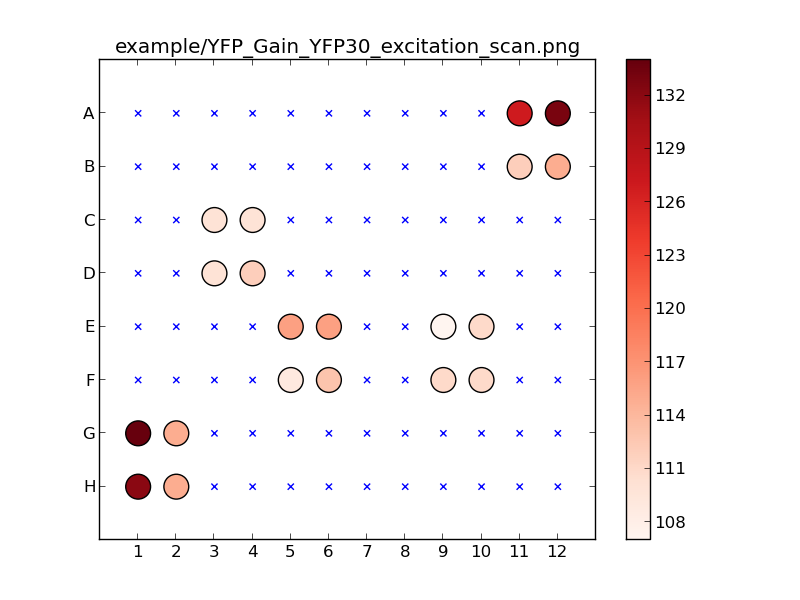 example/YFP_Gain_YFP30_excitation_scan.png
A
B
C
D
E
F
G
H
1 2 3 4 5 6 7 8 9 10 11 12
132
129
126
123
120
117
114
111
108